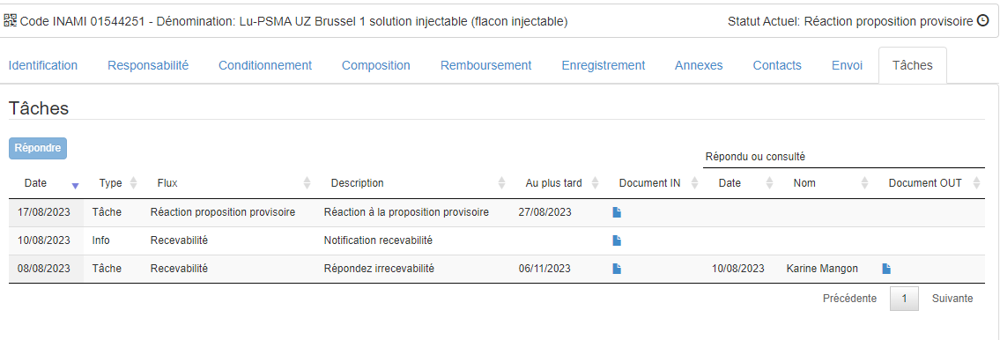 Code INAMI 01544251 - Dénomination: Lu-PSMA UZ Brussel 1 solution injectable (flacon injectable) Statut Actuel: Réaction proposition provisoire
Identification Responsabilité Conditionnement Composition Remboursement Enregistrement Annexes Contacts Envoi Tâches
Tâches
Répondre
Répondu ou consulté
Date Type Flux Description Au plus tard Document IN Date Nom Document OUT
17/08/2023 Tâche Réaction proposition provisoire Réaction à la proposition provisoire 27/08/2023
10/08/2023 Info Recevabilité Notification recevabilité
08/08/2023 Tâche Recevabilité Répondez irrecevabilité 06/11/2023 10/08/2023 Karine Mangon
Précédente 1 Suivante